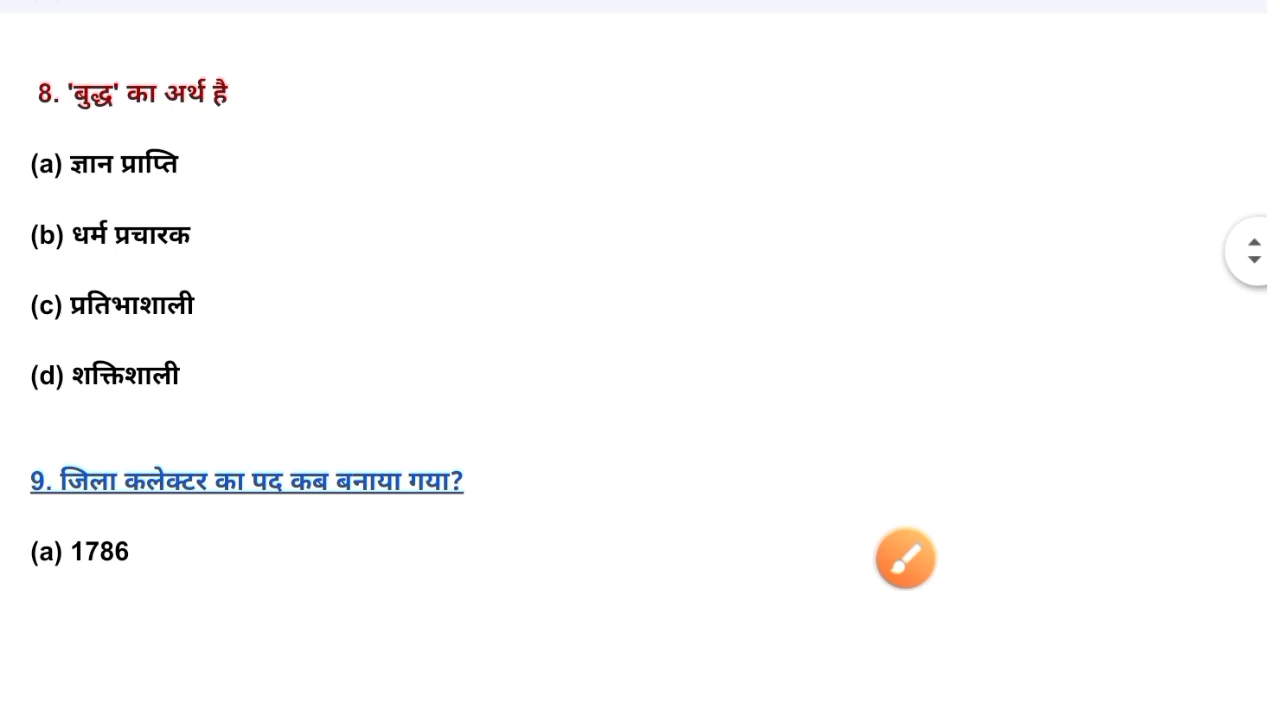 8. 'बुद्ध' का अर्थ है
(a) ज्ञान प्राप्ति
(b) धर्म प्रचारक
(c) प्रतिभाशाली
(d) शक्तिशाली
9. जिला कलेक्टर का पद कब बनाया गया?
(a) 1786